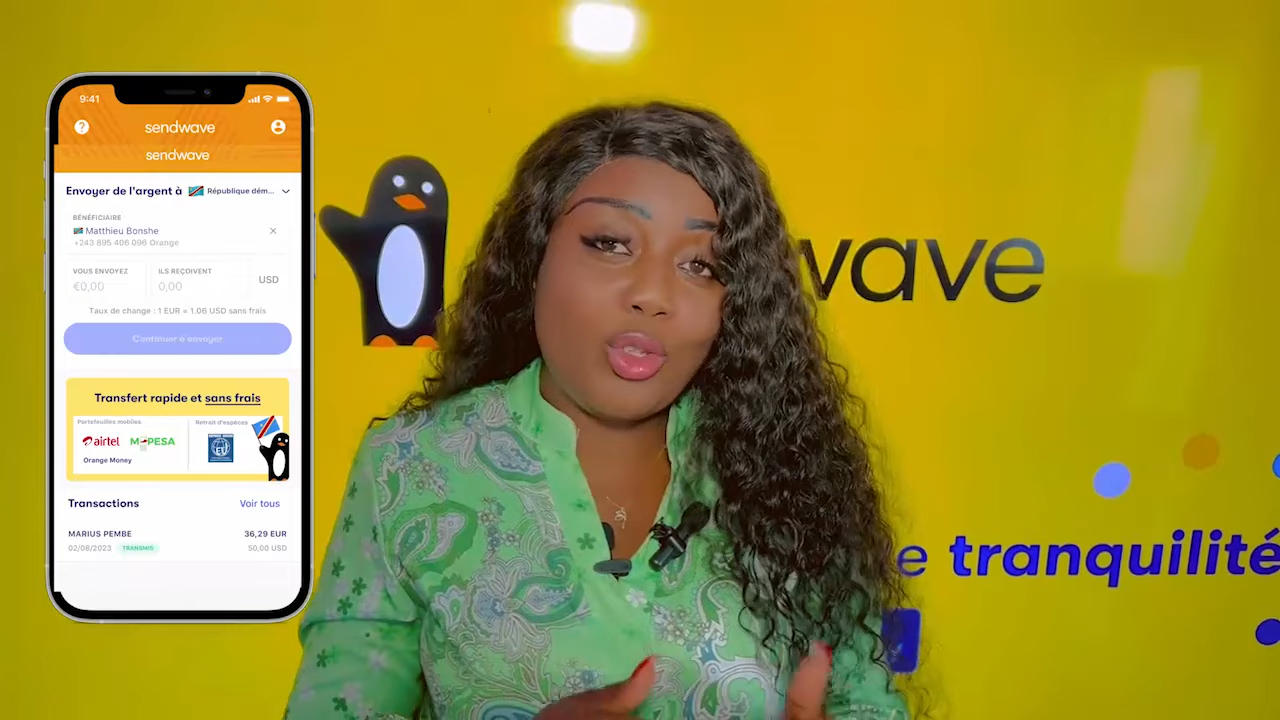 9:41
sendwave
sendwave
Envoyer de l'argent à République dém...
BÉNÉFICIAIRE
Matthieu Bonshe
+243 895 406 096 Orange
VOUS ENVOYEZ
ILS REÇOIVENT
€0,00
0,00
USD
Taux de change : 1 EUR = 1.06 USD sans frais
Continuer à envoyer
Transfert rapide et sans frais
Portefeuilles mobiles
Retrait d'espèces
airtel
M-PESA
Orange Money
Transactions
Voir tous
MARIUS PEMBE
36,29 EUR
02/08/2023
TRANSMIS
50,00 USD
wave
e tranquilité